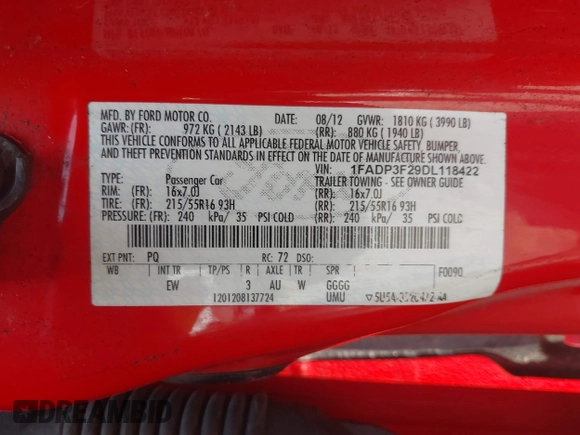 MFD. BY FORD MOTOR CO. DATE: 08/12 GVWR: 1810 KG ( 3990 LB)
GAWR: (FR): 972 KG ( 2143 LB) (RR): 880 KG ( 1940 LB)
THIS VEHICLE CONFORMS TO ALL APPLICABLE FEDERAL MOTOR VEHICLE SAFETY, BUMPER,
AND THEFT PREVENTION STANDARDS IN EFFECT ON THE DATE OF MANUFACTURE SHOWN ABOVE.
VIN: 1FADP3F29DL118422
TYPE: Passenger Car TRAILER TOWING - SEE OWNER GUIDE
RIM: (FR): 16x7.0J (RR): 16x7.0J
TIRE: (FR): 215/55R16 93H (RR): 215/55R16 93H
PRESSURE: (FR): 240 kPa/ 35 PSI COLD (RR): 240 kPa/ 35 PSI COLD
EXT PNT: PQ RC: 72 DSO:
WB INT TR TP/PS R AXLE TR SPR F0090
EW 3 AU W GGGG
1201208137724 UMU
DREAMBID